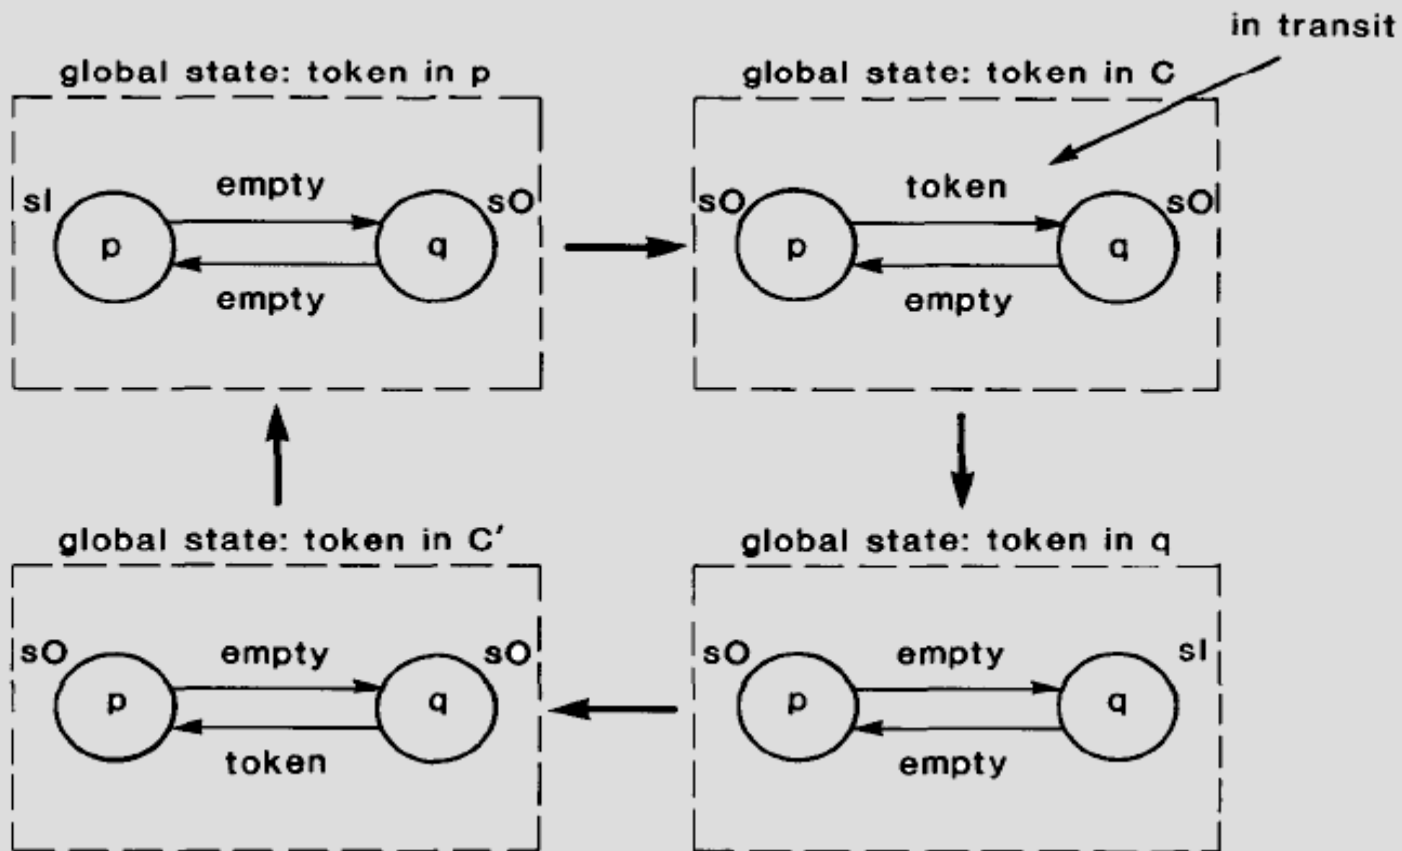 in transit
global state: token in p
global state: token in C
sI
empty
sO
p
q
empty
sO
token
sO
p
q
empty
global state: token in C′
global state: token in q
sO
empty
sO
p
q
token
sO
empty
sI
p
q
empty